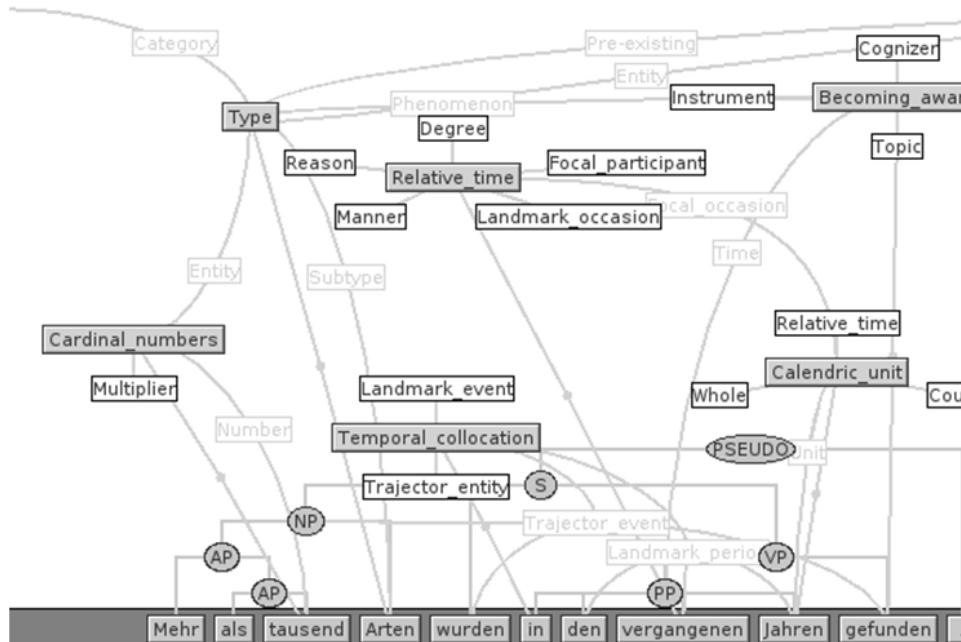 Category
Pre-existing
Cognizer
Entity
Instrument
Phenomenon
Type
Degree
Topic
Reason
Relative_time
Focal_participant
Manner
Landmark_occasion
Time
Entity
Subtype
Relative_time
Cardinal_numbers
Calendric_unit
Multiplier
Landmark_event
Whole
Number
Temporal_collocation
PSEUDO
Unit
Trajector_entity
S
NP
Trajector_event
AP
VP
AP
PP
Mehr als tausend Arten wurden in den vergangenen Jahren gefunden